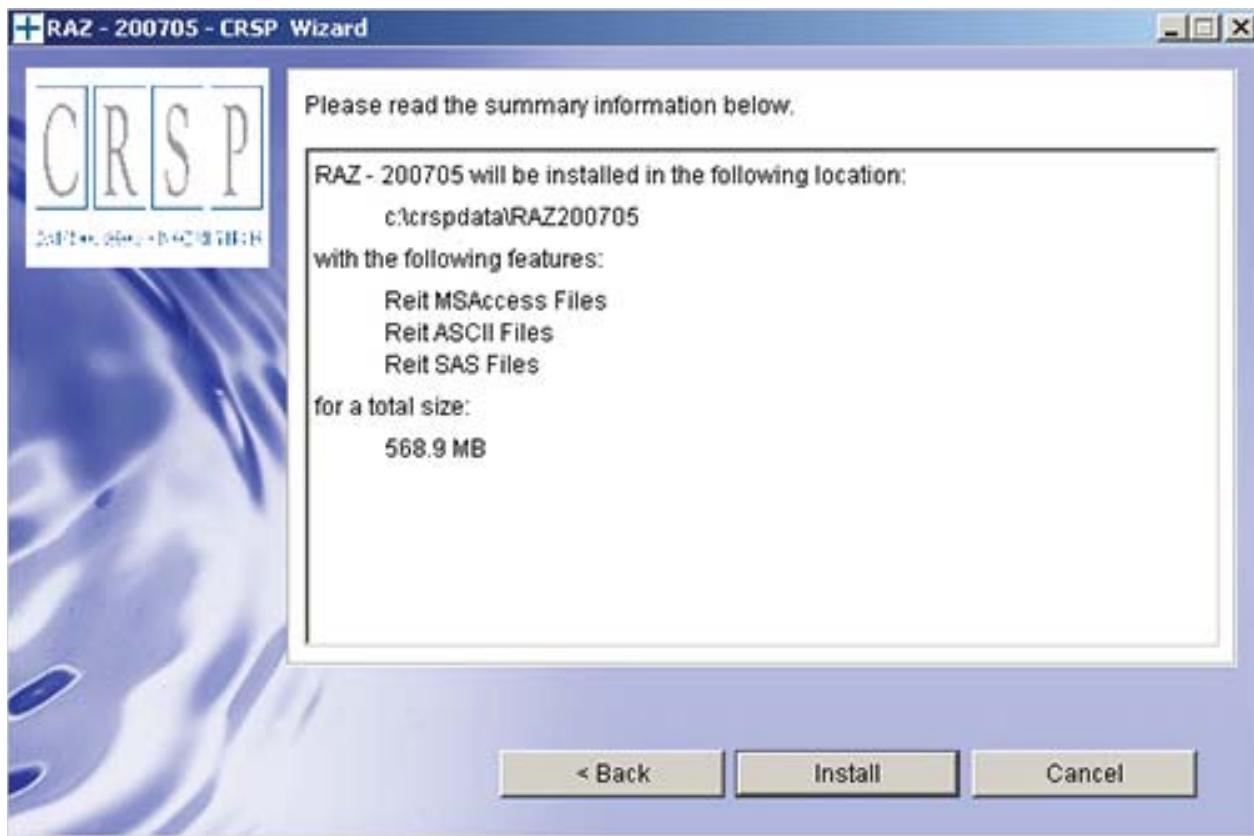 RAZ - 200705 - CRSP Wizard
CRSP
Please read the summary information below.
RAZ - 200705 will be installed in the following location:
c:\crspdata\RAZ200705
with the following features:
Reit MSAccess Files
Reit ASCII Files
Reit SAS Files
for a total size:
568.9 MB
< Back
Install
Cancel